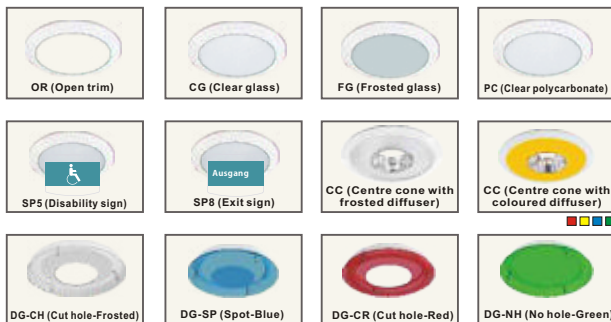 OR (Open trim)
CG (Clear glass)
FG (Frosted glass)
PC (Clear polycarbonate)
Ausgang
SP5 (Disability sign)
SP8 (Exit sign)
CC (Centre cone with
frosted diffuser)
CC (Centre cone with
coloured diffuser)
DG-CH (Cut hole-Frosted)
DG-SP (Spot-Blue)
DG-CR (Cut hole-Red)
DG-NH (No hole-Green)